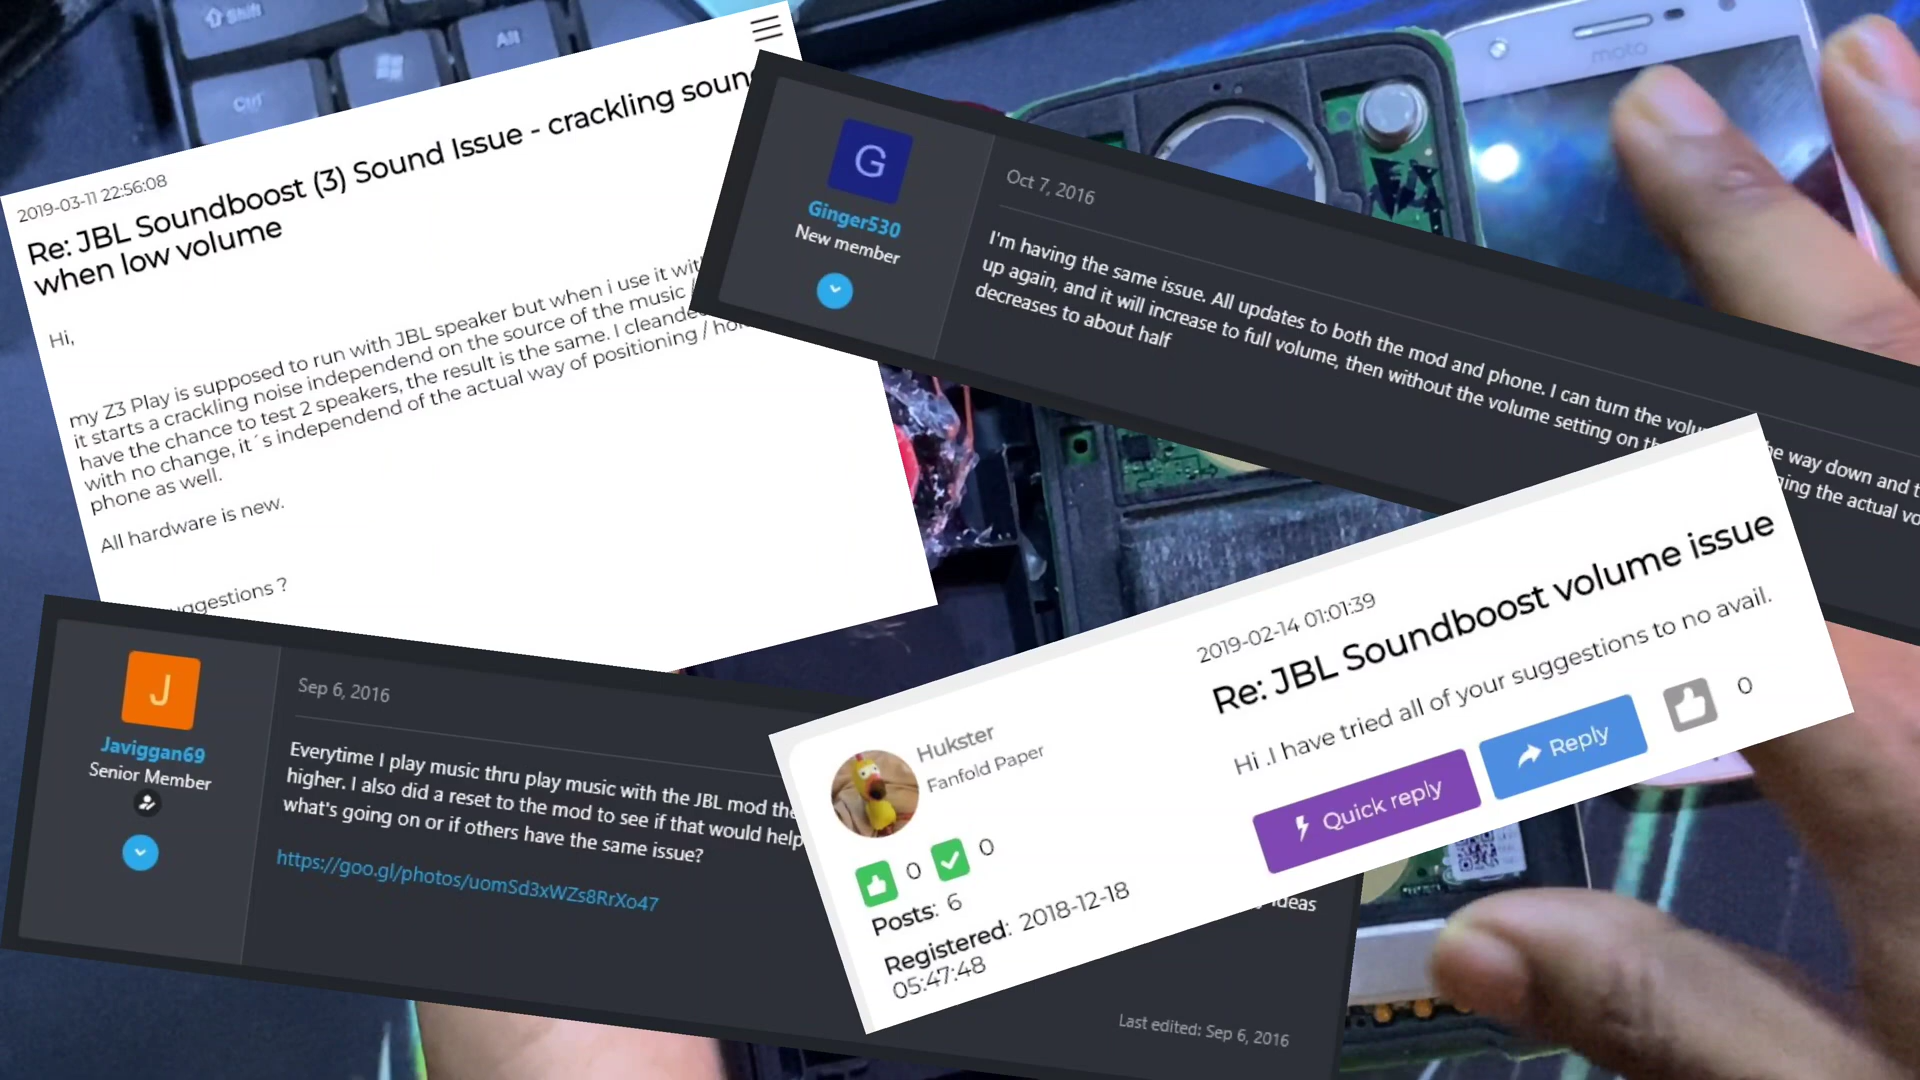 Shift
Alt
Ctrl
moto
2019-03-11 22:56:08
Re: JBL Soundboost (3) Sound Issue - crackling soun
when low volume
Hi,
my Z3 Play is supposed to run with JBL speaker but when i use it wit
it starts a crackling noise independend on the source of the music /
have the chance to test 2 speakers, the result is the same. I cleande
with no change, it´s independend of the actual way of positioning / ho
phone as well.
All hardware is new.
uggestions ?
G
Ginger530
New member
Oct 7, 2016
I'm having the same issue. All updates to both the mod and phone. I can turn the volu he way down and t
up again, and it will increase to full volume, then without the volume setting on th ging the actual vo
decreases to about half
J
Javiggan69
Senior Member
Sep 6, 2016
Everytime I play music thru play music with the JBL mod the
higher. I also did a reset to the mod to see if that would help
ideas
what's going on or if others have the same issue?
https://goo.gl/photos/uomSd3xWZs8RrXo47
Last edited: Sep 6, 2016
Hukster
Fanfold Paper
0 0
Posts: 6
Registered: 2018-12-18
05:47:48
2019-02-14 01:01:39
Re: JBL Soundboost volume issue
Hi .I have tried all of your suggestions to no avail.
Quick reply
Reply
0